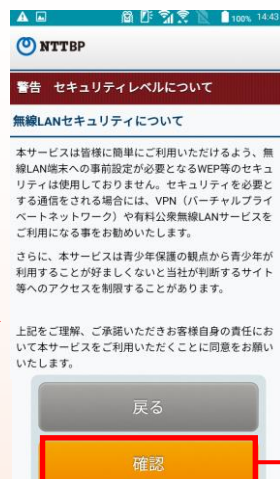 100% 14:43
NTTBP
警告 セキュリティレベルについて
無線LANセキュリティについて
本サービスは皆様に簡単にご利用いただけるよう、無
線LAN端末への事前設定が必要となるWEP等のセキュ
リティは使用しておりません。セキュリティを必要と
する通信をされる場合には、VPN（バーチャルプライ
ベートネットワーク）や有料公衆無線LANサービスを
ご利用になる事をお勧めいたします。
さらに、本サービスは青少年保護の観点から青少年が
利用することが好ましくないと当社が判断するサイト
等へのアクセスを制限することがあります。
上記をご理解、ご承諾いただきお客様自身の責任にお
いて本サービスをご利用いただくことに同意をお願い
いたします。
戻る
確認